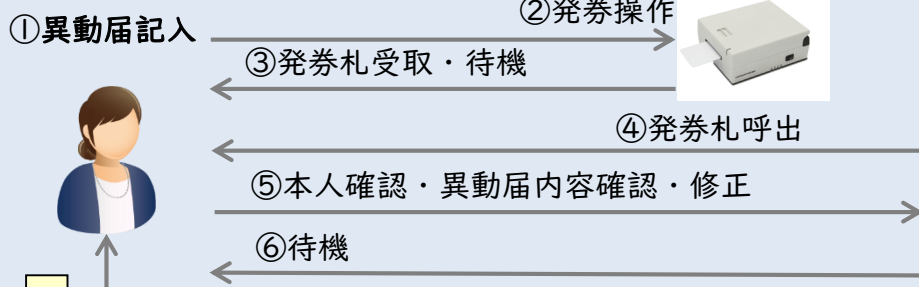 ①異動届記入
②発券操作
③発券札受取・待機
④発券札呼出
⑤本人確認・異動届内容確認・修正
⑥待機